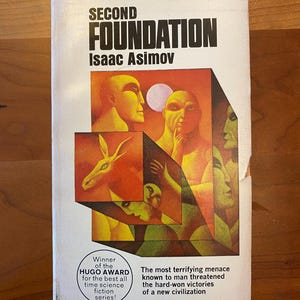 SECOND
FOUNDATION
Isaac Asimov
Winner
of the
HUGO AWARD
for the best all
time science
fiction
series!
The most terrifying menace
known to man threatened
the hard-won victories
of a new civilization